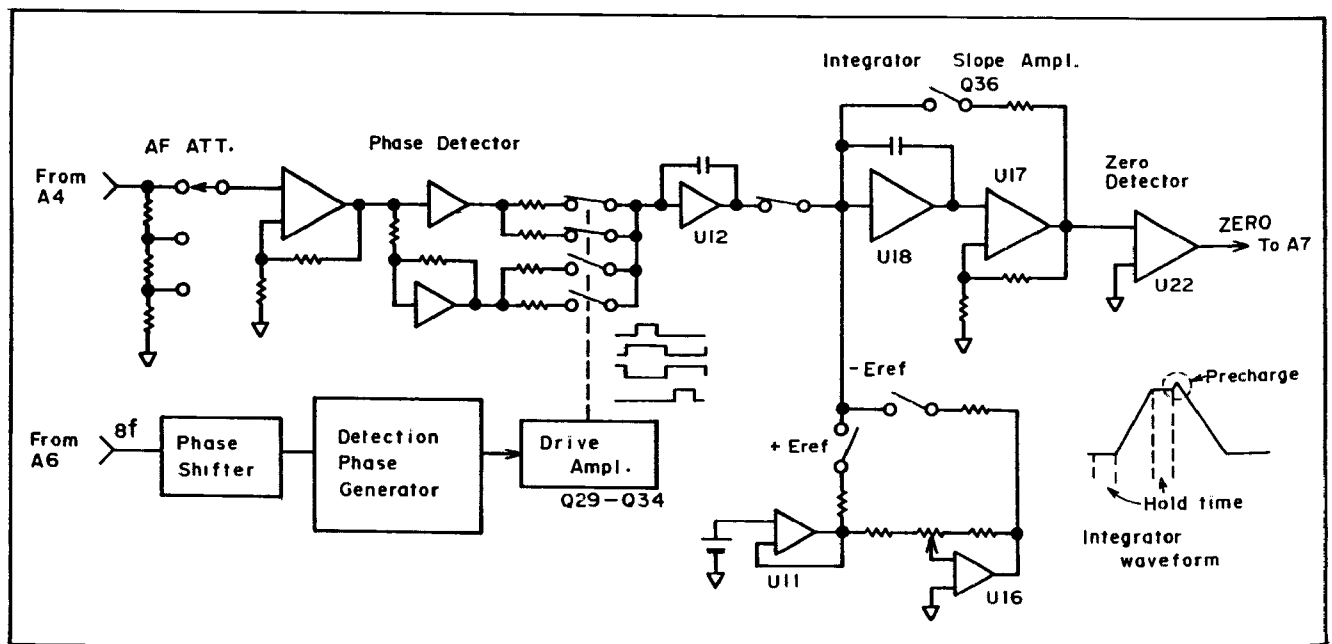 Integrator
Slope Ampl.
Q36
AF ATT.
Phase Detector
From
A4
U12
U18
U17
Zero
Detector
ZERO
To A7
U22
-Eref
+Eref
Precharge
From
A6
8f
Phase
Shifter
Detection
Phase
Generator
Drive
Ampl.
Q29-Q34
Hold time
Integrator
waveform
U11
U16